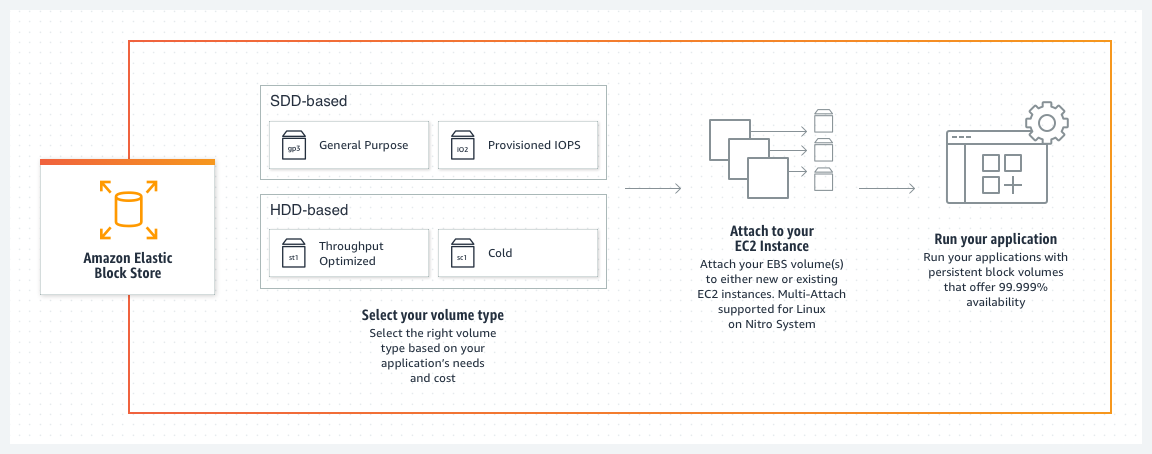 Amazon Elastic
Block Store
SDD-based
gp3
General Purpose
IO2
Provisioned IOPS
HDD-based
st1
Throughput
Optimized
sc1
Cold
Select your volume type
Select the right volume
type based on your
application's needs
and cost
Attach to your
EC2 Instance
Attach your EBS volume(s)
to either new or existing
EC2 instances. Multi-Attach
supported for Linux
on Nitro System
Run your application
Run your applications with
persistent block volumes
that offer 99.999%
availability